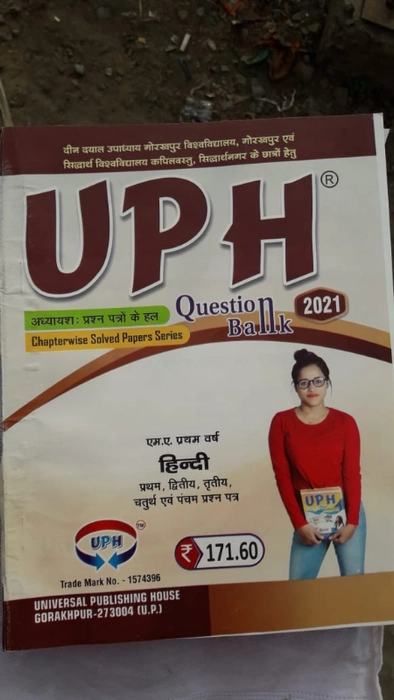 दीन दयाल उपाध्याय गोरखपुर विश्वविद्यालय, गोरखपुर एवं
सिद्धार्थ विश्वविद्यालय कपिलवस्तु, सिद्धार्थनगर के छात्रों हेतु
UPH®
Question
Bank
2021
अध्यायशः प्रश्न पत्रो के हल
Chapterwise Solved Papers Series
एम.ए. प्रथम वर्ष
हिन्दी
प्रथम, द्वितीय, तृतीय,
चतुर्थ एवं पंचम प्रश्न पत्र
UPH
UPH TM
₹ 171.60
Trade Mark No. - 1574396
UNIVERSAL PUBLISHING HOUSE
GORAKHPUR-273004 (U.P.)